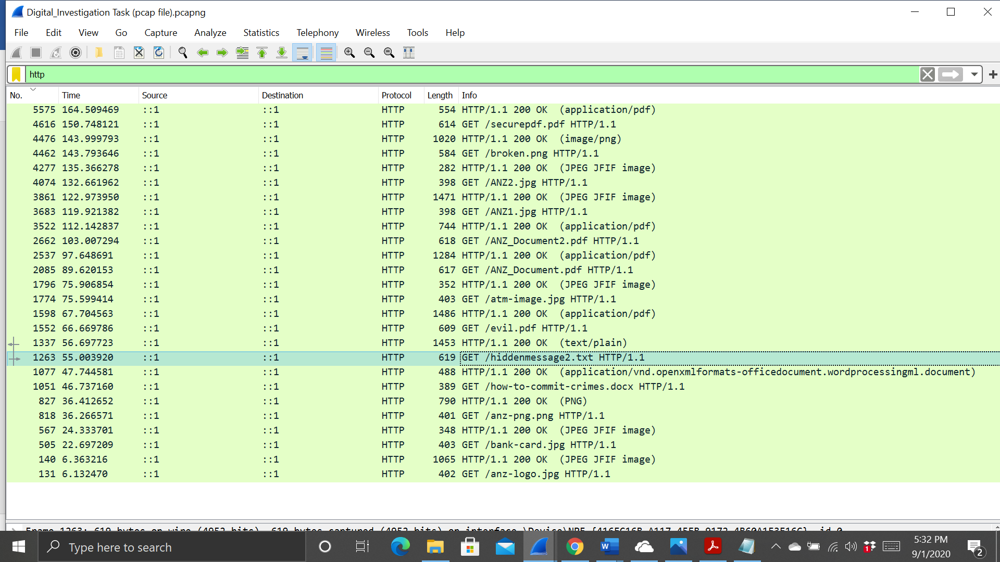 Digital_Investigation Task (pcap file).pcapng
File Edit View Go Capture Analyze Statistics Telephony Wireless Tools Help
http
No. Time Source Destination Protocol Length Info
5575 164.509469 ::1 ::1 HTTP 554 HTTP/1.1 200 OK (application/pdf)
4616 150.748121 ::1 ::1 HTTP 614 GET /securepdf.pdf HTTP/1.1
4476 143.999793 ::1 ::1 HTTP 1020 HTTP/1.1 200 OK (image/png)
4462 143.793646 ::1 ::1 HTTP 584 GET /broken.png HTTP/1.1
4277 135.366278 ::1 ::1 HTTP 282 HTTP/1.1 200 OK (JPEG JFIF image)
4074 132.661962 ::1 ::1 HTTP 398 GET /ANZ2.jpg HTTP/1.1
3861 122.973950 ::1 ::1 HTTP 1471 HTTP/1.1 200 OK (JPEG JFIF image)
3683 119.921382 ::1 ::1 HTTP 398 GET /ANZ1.jpg HTTP/1.1
3522 112.142837 ::1 ::1 HTTP 744 HTTP/1.1 200 OK (application/pdf)
2662 103.007294 ::1 ::1 HTTP 618 GET /ANZ_Document2.pdf HTTP/1.1
2537 97.648691 ::1 ::1 HTTP 1284 HTTP/1.1 200 OK (application/pdf)
2085 89.620153 ::1 ::1 HTTP 617 GET /ANZ_Document.pdf HTTP/1.1
1796 75.906854 ::1 ::1 HTTP 352 HTTP/1.1 200 OK (JPEG JFIF image)
1774 75.599414 ::1 ::1 HTTP 403 GET /atm-image.jpg HTTP/1.1
1598 67.704563 ::1 ::1 HTTP 1486 HTTP/1.1 200 OK (application/pdf)
1552 66.669786 ::1 ::1 HTTP 609 GET /evil.pdf HTTP/1.1
1337 56.697723 ::1 ::1 HTTP 1453 HTTP/1.1 200 OK (text/plain)
1263 55.003920 ::1 ::1 HTTP 619 GET /hiddenmessage2.txt HTTP/1.1
1077 47.744581 ::1 ::1 HTTP 488 HTTP/1.1 200 OK (application/vnd.openxmlformats-officedocument.wordprocessingml.document)
1051 46.737160 ::1 ::1 HTTP 389 GET /how-to-commit-crimes.docx HTTP/1.1
827 36.412652 ::1 ::1 HTTP 790 HTTP/1.1 200 OK (PNG)
818 36.266571 ::1 ::1 HTTP 401 GET /anz-png.png HTTP/1.1
567 24.333701 ::1 ::1 HTTP 348 HTTP/1.1 200 OK (JPEG JFIF image)
505 22.697209 ::1 ::1 HTTP 403 GET /bank-card.jpg HTTP/1.1
140 6.363216 ::1 ::1 HTTP 1065 HTTP/1.1 200 OK (JPEG JFIF image)
131 6.132470 ::1 ::1 HTTP 402 GET /anz-logo.jpg HTTP/1.1
Frame 1263: 619 bytes on wire (4952 bits), 619 bytes captured (4952 bits) on interface
Type here to search
5:32 PM
9/1/2020
1
2